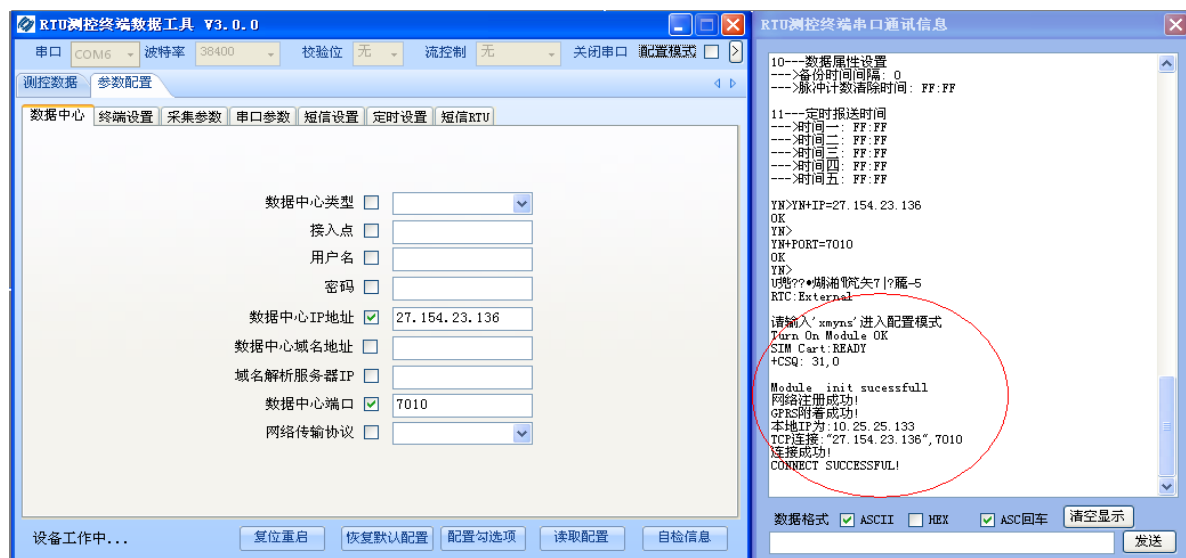 RTU测控终端数据工具 V3.0.0
串口 COM6 波特率 38400 校验位 无 流控制 无 关闭串口 配置模式
测控数据 参数配置
数据中心 终端设置 采集参数 串口参数 短信设置 定时设置 短信RTU
数据中心类型
接入点
用户名
密码
数据中心IP地址 27.154.23.136
数据中心域名地址
域名解析服务器IP
数据中心端口 7010
网络传输协议
设备工作中... 复位重启 恢复默认配置 配置勾选项 读取配置 自检信息
RTU测控终端串口通讯信息
10---数据属性设置
--->备份时间间隔: 0
--->脉冲计数清除时间: FF:FF
11---定时报送时间
--->时间一: FF:FF
--->时间二: FF:FF
--->时间三: FF:FF
--->时间四: FF:FF
--->时间五: FF:FF
YN>YN+IP=27.154.23.136
OK
YN>
YN+PORT=7010
OK
YN>
RTC:External
请输入'xmyns'进入配置模式
Turn On Module OK
SIM Cart:READY
+CSQ: 31,0
Module init sucessfull
网络注册成功!
GPRS附着成功!
本地IP为:10.25.25.133
TCP连接:"27.154.23.136",7010
连接成功!
CONNECT SUCCESSFUL!
数据格式 ASCII HEX ASC回车 清空显示
发送